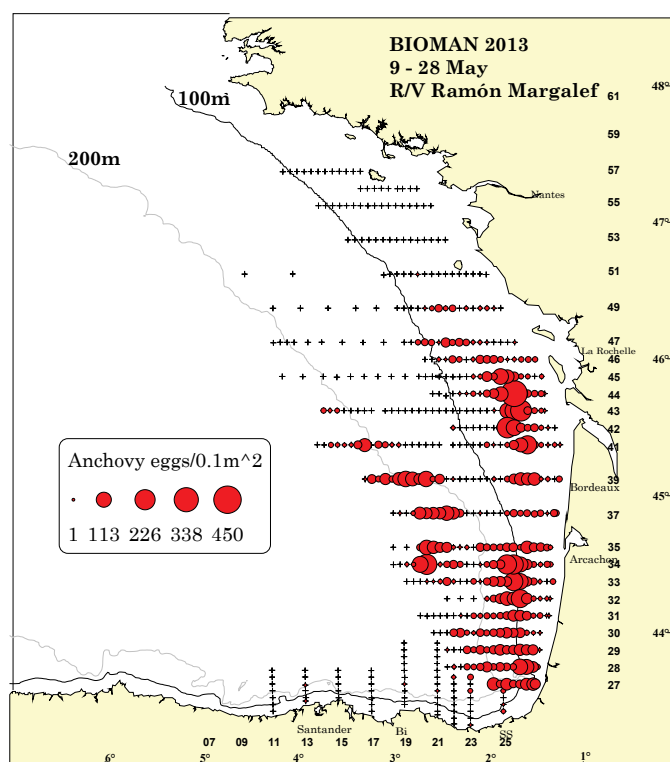 BIOMAN 2013
9 - 28 May
R/V Ramón Margalef
100m
200m
48°
61
59
57
Nantes
55
47°
53
51
49
47
La Rochelle
46
46°
45
44
43
42
41
39
Bordeaux
45°
37
35
Arcachon
34
33
32
31
30
44°
29
28
27
Anchovy eggs/0.1m^2
1 113 226 338 450
Santander Bi SS
07 09 11 13 15 17 19 21 23 25
6° 5° 4° 3° 2° 1°